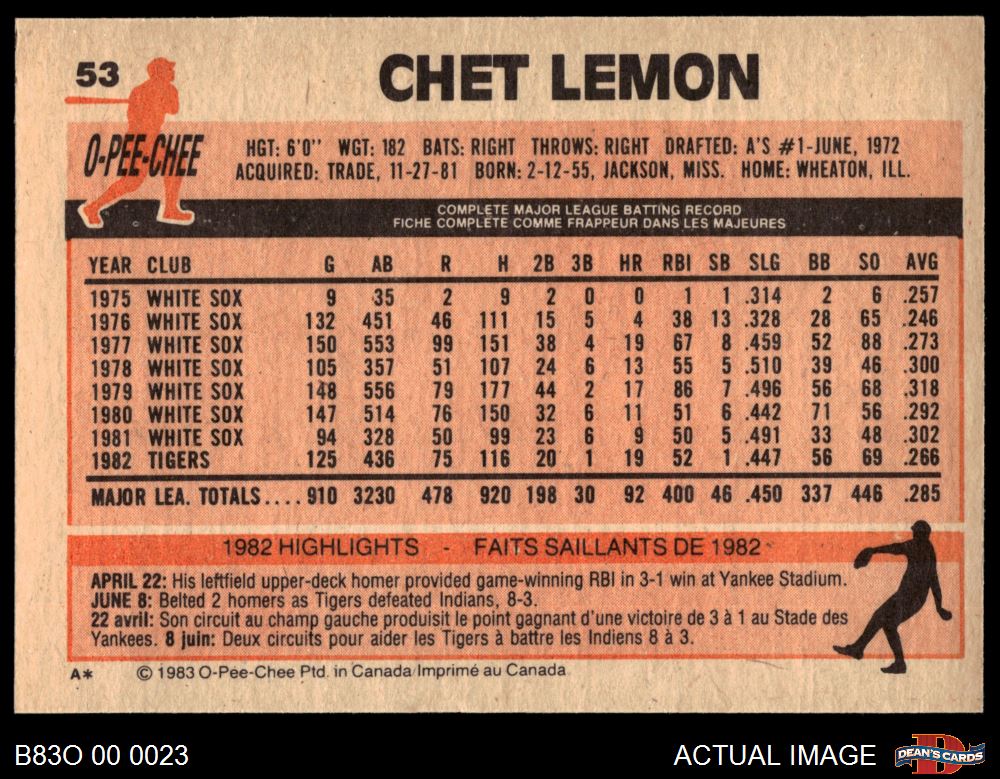 53
CHET LEMON
O-PEE-CHEE
HGT: 6'0" WGT: 182 BATS: RIGHT THROWS: RIGHT DRAFTED: A'S #1-JUNE, 1972
ACQUIRED: TRADE, 11-27-81 BORN: 2-12-55, JACKSON, MISS. HOME: WHEATON, ILL.
COMPLETE MAJOR LEAGUE BATTING RECORD
FICHE COMPLETE COMME FRAPPEUR DANS LES MAJEURES
YEAR CLUB G AB R H 2B 3B HR RBI SB SLG BB SO AVG
1975 WHITE SOX 9 35 2 9 2 0 0 1 1 .314 2 6 .257
1976 WHITE SOX 132 451 46 111 15 5 4 38 13 .328 28 65 .246
1977 WHITE SOX 150 553 99 151 38 4 19 67 8 .459 52 88 .273
1978 WHITE SOX 105 357 51 107 24 6 13 55 5 .510 39 46 .300
1979 WHITE SOX 148 556 79 177 44 2 17 86 7 .496 56 68 .318
1980 WHITE SOX 147 514 76 150 32 6 11 51 6 .442 71 56 .292
1981 WHITE SOX 94 328 50 99 23 6 9 50 5 .491 33 48 .302
1982 TIGERS 125 436 75 116 20 1 19 52 1 .447 56 69 .266
MAJOR LEA. TOTALS.... 910 3230 478 920 198 30 92 400 46 .450 337 446 .285
1982 HIGHLIGHTS - FAITS SAILLANTS DE 1982
APRIL 22: His leftfield upper-deck homer provided game-winning RBI in 3-1 win at Yankee Stadium.
JUNE 8: Belted 2 homers as Tigers defeated Indians, 8-3.
22 avril: Son circuit au champ gauche produisit le point gagnant d'une victoire de 3 à 1 au Stade des
Yankees. 8 juin: Deux circuits pour aider les Tigers à battre les Indiens 8 à 3.
A* © 1983 O-Pee-Chee Ptd. in Canada/Imprimé au Canada
B83O 00 0023
ACTUAL IMAGE
DEAN'S CARDS